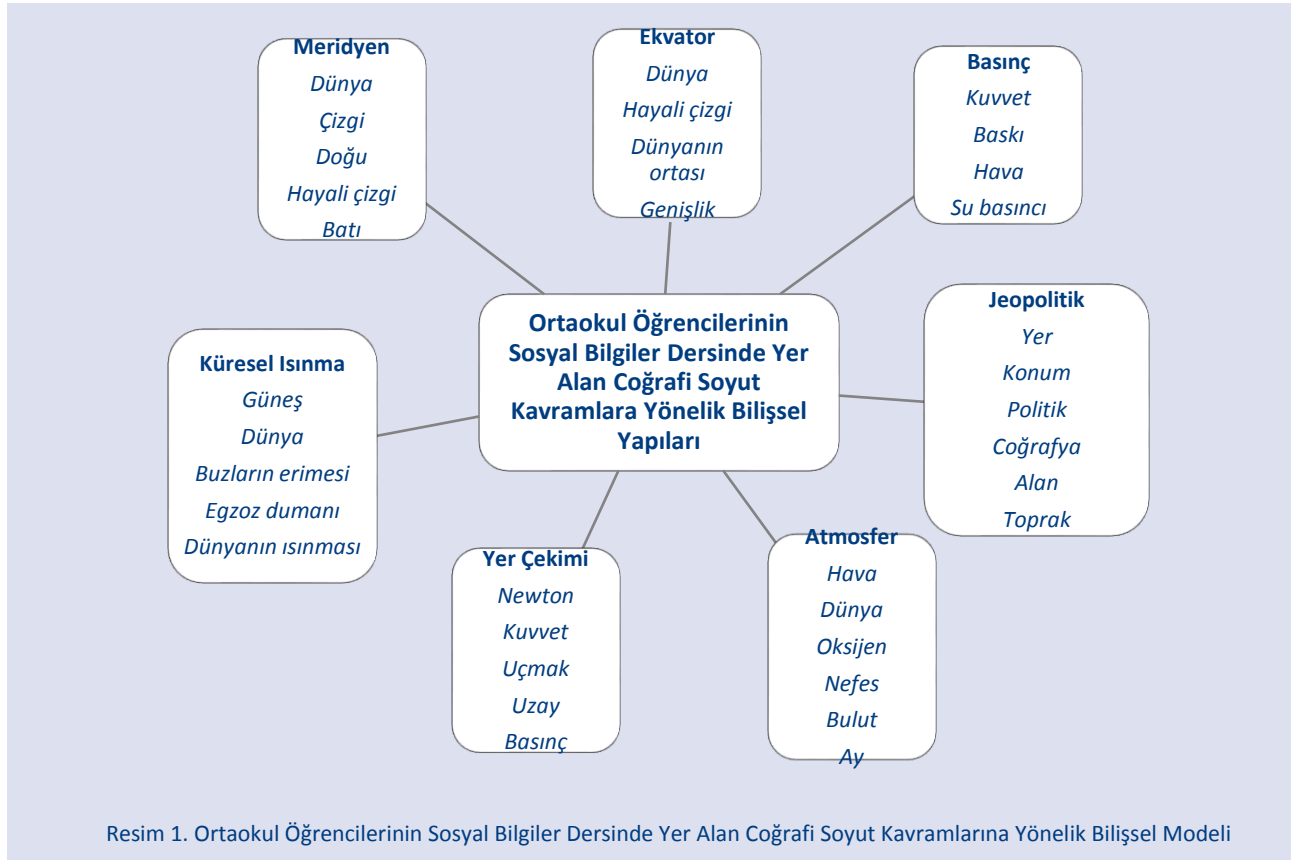 Meridyen
Dünya
Çizgi
Doğu
Hayali çizgi
Batı
Ekvator
Dünya
Hayali çizgi
Dünyanın
ortası
Genişlik
Basınç
Kuvvet
Baskı
Hava
Su basıncı
Ortaokul Öğrencilerinin
Sosyal Bilgiler Dersinde Yer
Alan Coğrafi Soyut
Kavramlara Yönelik Bilişsel
Yapıları
Jeopolitik
Yer
Konum
Politik
Coğrafya
Alan
Toprak
Küresel Isınma
Güneş
Dünya
Buzların erimesi
Egzoz dumanı
Dünyanın ısınması
Yer Çekimi
Newton
Kuvvet
Uçmak
Uzay
Basınç
Atmosfer
Hava
Dünya
Oksijen
Nefes
Bulut
Ay
Resim 1. Ortaokul Öğrencilerinin Sosyal Bilgiler Dersinde Yer Alan Coğrafi Soyut Kavramlarına Yönelik Bilişsel Modeli